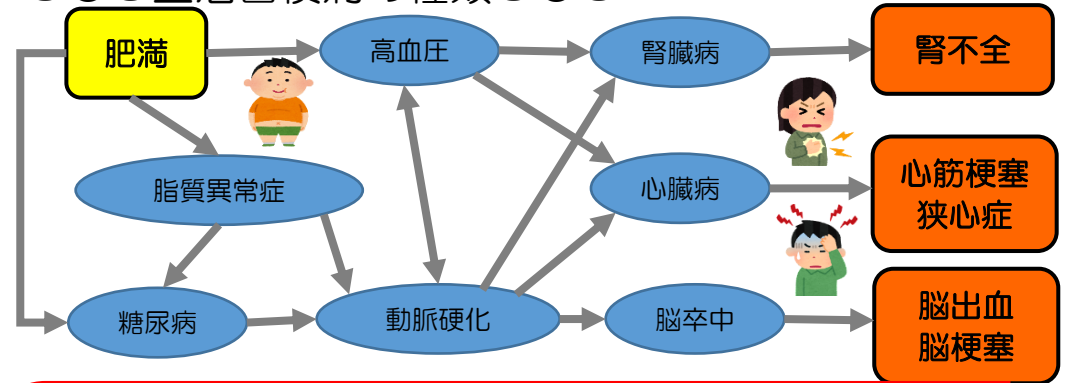 肥満
高血圧
腎臓病
腎不全
脂質異常症
心臓病
心筋梗塞
狭心症
糖尿病
動脈硬化
脳卒中
脳出血
脳梗塞